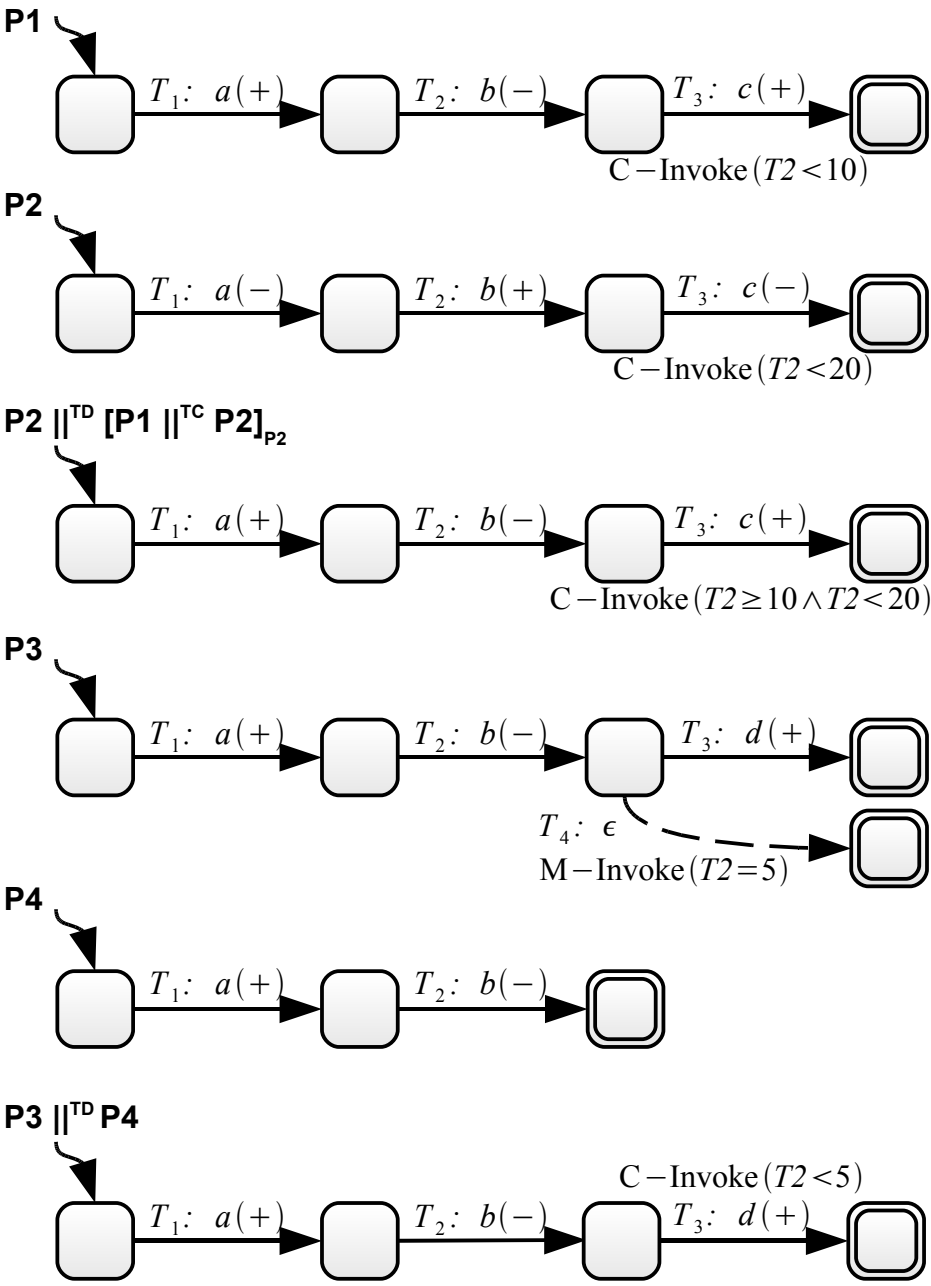 P1
T₁: a(+) T₂: b(−) T₃: c(+)
C−Invoke(T2<10)
P2
T₁: a(−) T₂: b(+) T₃: c(−)
C−Invoke(T2<20)
P2 ||ᵀᴰ [P1 ||ᵀᶜ P2]P2
T₁: a(+) T₂: b(−) T₃: c(+)
C−Invoke(T2≥10∧T2<20)
P3
T₁: a(+) T₂: b(−) T₃: d(+)
T₄: ϵ
M−Invoke(T2=5)
P4
T₁: a(+) T₂: b(−)
P3 ||ᵀᴰ P4
C−Invoke(T2<5)
T₁: a(+) T₂: b(−) T₃: d(+)